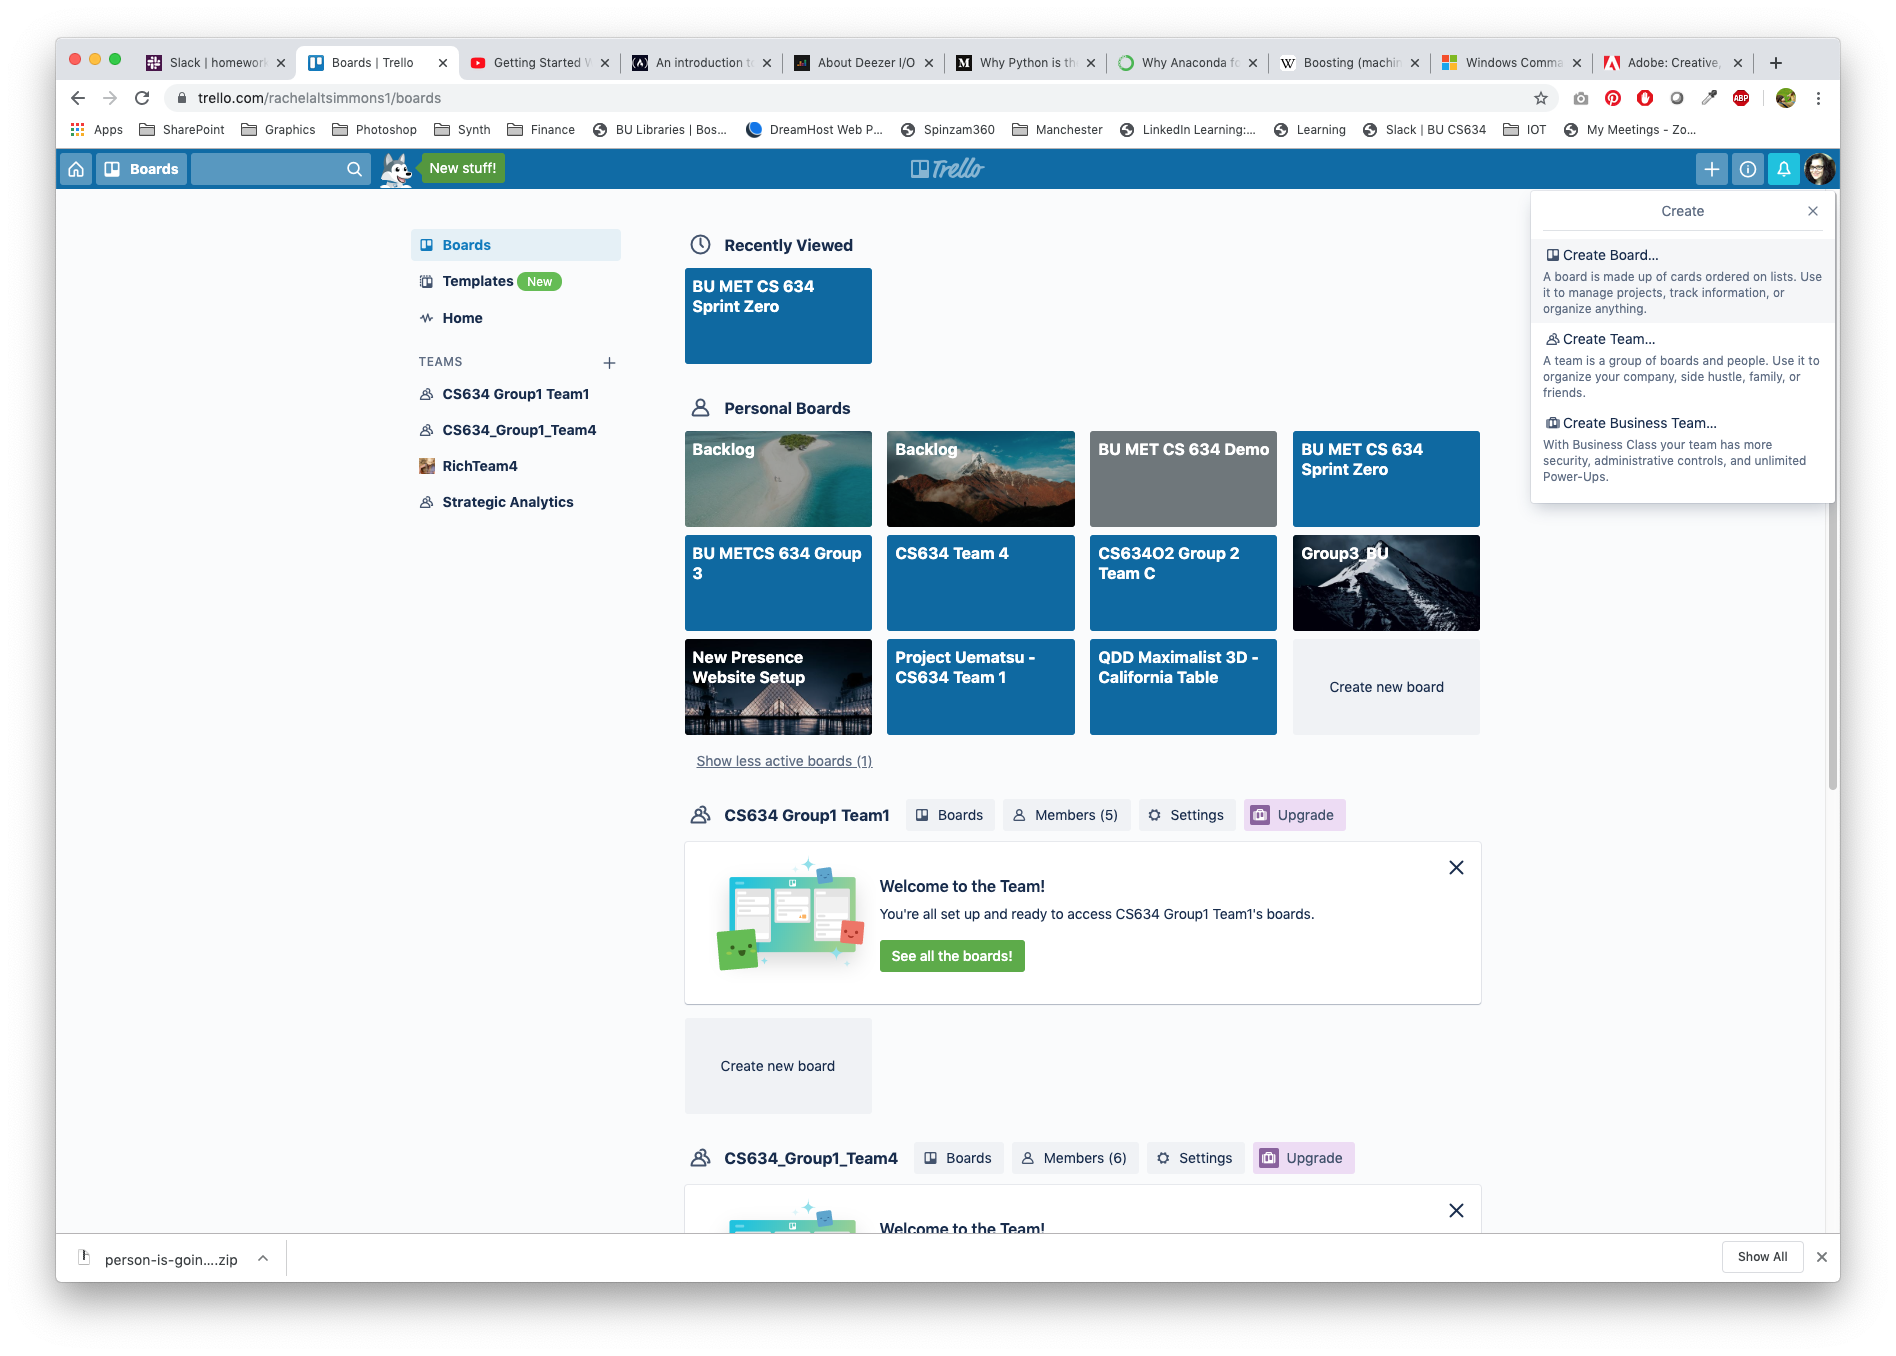 Slack | homework
Boards | Trello
Getting Started W
An introduction to
About Deezer I/O
Why Python is th
Why Anaconda fo
Boosting (machin
Windows Comma
Adobe: Creative,
trello.com/rachelaltsimmons1/boards
ABP
Apps
SharePoint
Graphics
Photoshop
Synth
Finance
BU Libraries | Bos...
DreamHost Web P...
Spinzam360
Manchester
LinkedIn Learning:...
Learning
Slack | BU CS634
IOT
My Meetings - Zo...
Boards
New stuff!
Trello
Create
Create Board...
A board is made up of cards ordered on lists. Use
it to manage projects, track information, or
organize anything.
Create Team...
A team is a group of boards and people. Use it to
organize your company, side hustle, family, or
friends.
Create Business Team...
With Business Class your team has more
security, administrative controls, and unlimited
Power-Ups.
Boards
Templates New
Home
TEAMS
CS634 Group1 Team1
CS634_Group1_Team4
RichTeam4
Strategic Analytics
Recently Viewed
BU MET CS 634
Sprint Zero
Personal Boards
Backlog
Backlog
BU MET CS 634 Demo
BU MET CS 634
Sprint Zero
BU METCS 634 Group
3
CS634 Team 4
CS634O2 Group 2
Team C
Group3_BU
New Presence
Website Setup
Project Uematsu -
CS634 Team 1
QDD Maximalist 3D -
California Table
Create new board
Show less active boards (1)
CS634 Group1 Team1
Boards
Members (5)
Settings
Upgrade
Welcome to the Team!
You're all set up and ready to access CS634 Group1 Team1's boards.
See all the boards!
Create new board
CS634_Group1_Team4
Boards
Members (6)
Settings
Upgrade
Welcome to the Team!
person-is-goin....zip
Show All